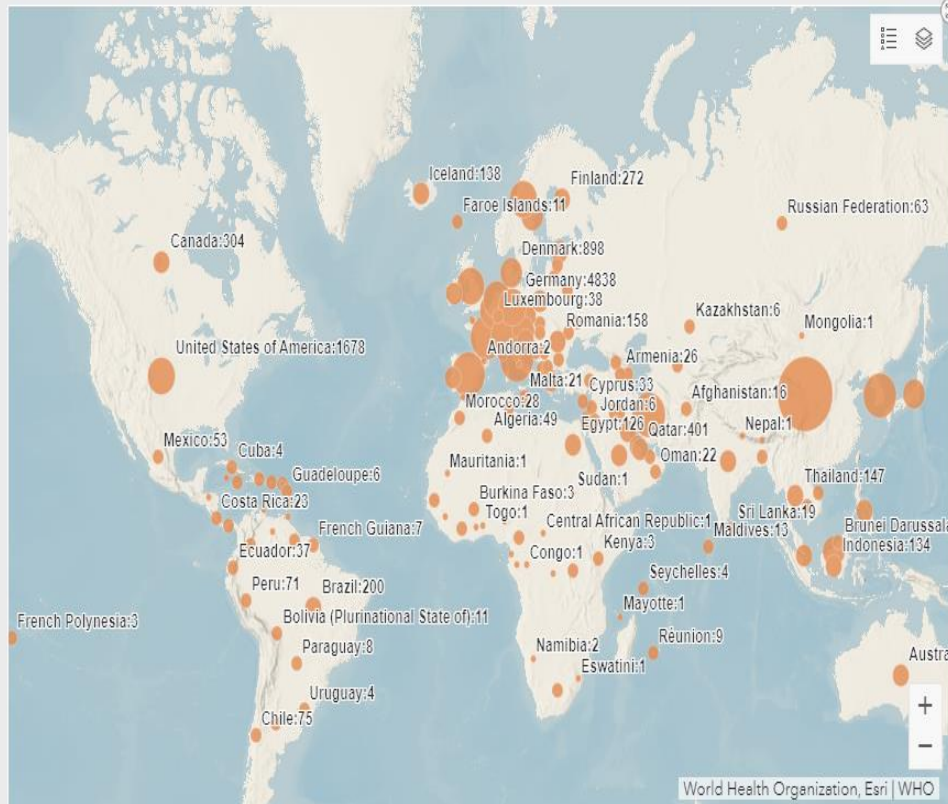 Iceland:138
Finland:272
Faroe Islands:11
Russian Federation:63
Canada:304
Denmark:898
Germany:4838
Luxembourg:38
Kazakhstan:6
Romania:158
Mongolia:1
United States of America:1678
Andorra:2
Armenia:26
Malta:21
Cyprus:33
Afghanistan:16
Morocco:28
Jordan:6
Algeria:49
Egypt:126
Qatar:401
Nepal:1
Mexico:53
Cuba:4
Oman:22
Mauritania:1
Guadeloupe:6
Sudan:1
Thailand:147
Burkina Faso:3
Costa Rica:23
Togo:1
Sri Lanka:19
Central African Republic:1
Maldives:13
Brunei Darussala
French Guiana:7
Indonesia:134
Ecuador:37
Congo:1
Kenya:3
Seychelles:4
Peru:71
Brazil:200
Mayotte:1
Bolivia (Plurinational State of):11
French Polynesia:3
Paraguay:8
Namibia:2
Réunion:9
Eswatini:1
Austra
Uruguay:4
Chile:75
+
−
World Health Organization, Esri | WHO